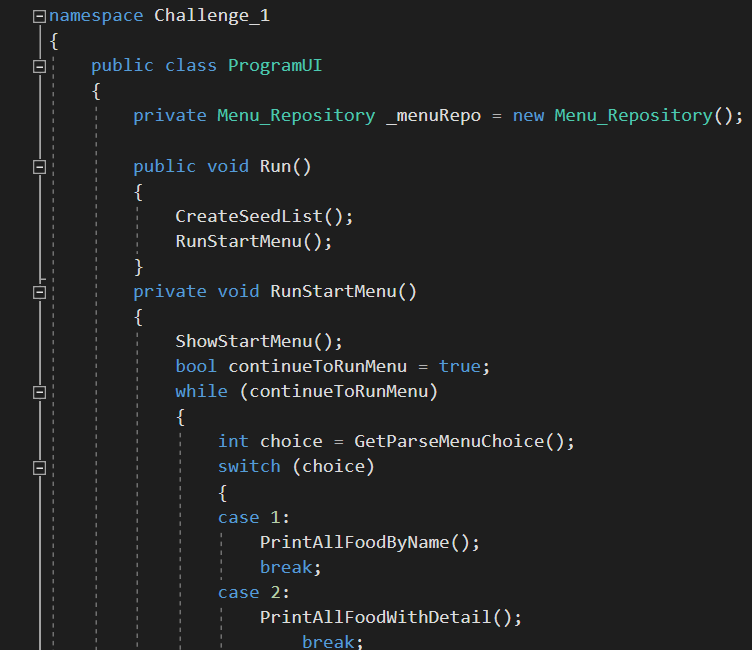 namespace Challenge_1
{
    public class ProgramUI
    {
        private Menu_Repository _menuRepo = new Menu_Repository();

        public void Run()
        {
            CreateSeedList();
            RunStartMenu();
        }
        private void RunStartMenu()
        {
            ShowStartMenu();
            bool continueToRunMenu = true;
            while (continueToRunMenu)
            {
                int choice = GetParseMenuChoice();
                switch (choice)
                {
                case 1:
                    PrintAllFoodByName();
                    break;
                case 2:
                    PrintAllFoodWithDetail();
                        break;